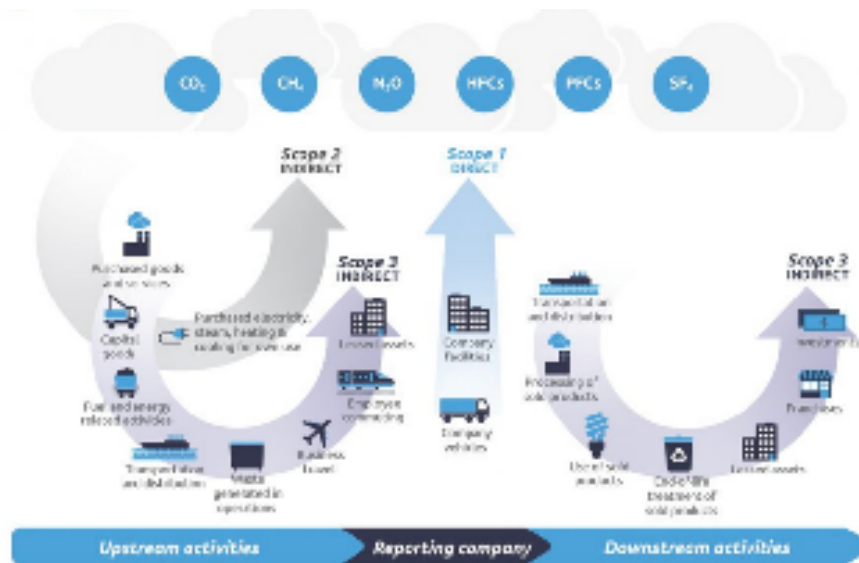 CO₂
CH₄
N₂O
HFCs
PFCs
SF₆
Scope 2
INDIRECT
Scope 1
DIRECT
Scope 3
INDIRECT
Scope 3
INDIRECT
Purchased goods
and services
Capital
goods
Fuel and energy
related activities
Transportation
and distribution
Waste
generated in
operations
Business
travel
Employee
commuting
Leased assets
Purchased electricity,
steam, heating &
cooling for own use
Company
facilities
Company
vehicles
Transportation
and distribution
Processing of
sold products
Use of sold
products
End-of-life
treatment of
sold products
Leased assets
Franchises
Investments
Upstream activities
Reporting company
Downstream activities